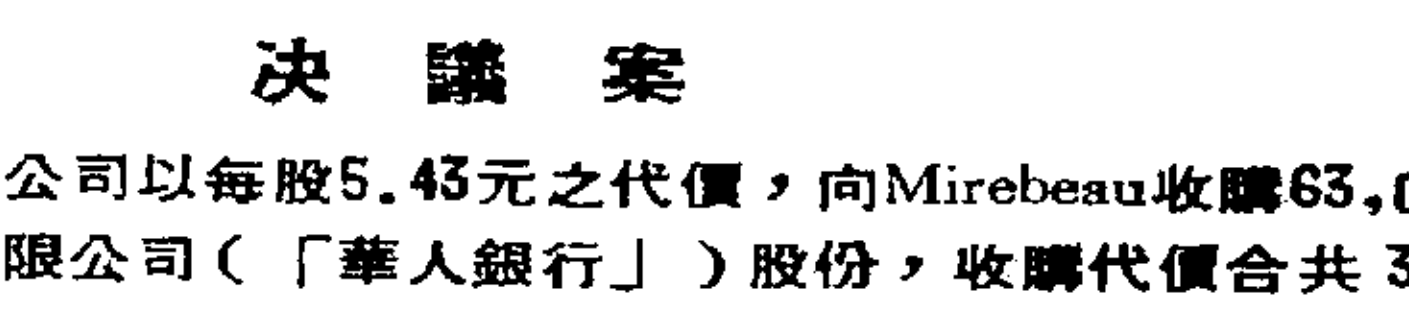 决議案
公司以每股5.43元之代價，向Mirebeau收購63,
限公司（「華人銀行」）股份，收購代價合共 3